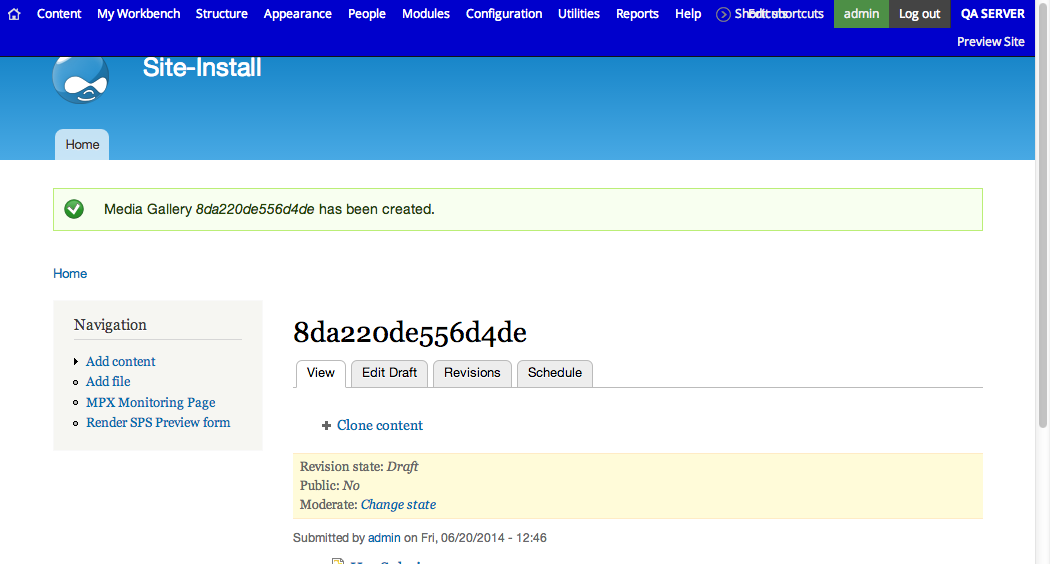 Content My Workbench Structure Appearance People Modules Configuration Utilities Reports Help Edit shortcuts admin Log out QA SERVER
Preview Site
Site-Install
Home
Media Gallery 8da220de556d4de has been created.
Home
Navigation
Add content
Add file
MPX Monitoring Page
Render SPS Preview form
8da220de556d4de
View Edit Draft Revisions Schedule
Clone content
Revision state: Draft
Public: No
Moderate: Change state
Submitted by admin on Fri, 06/20/2014 - 12:46